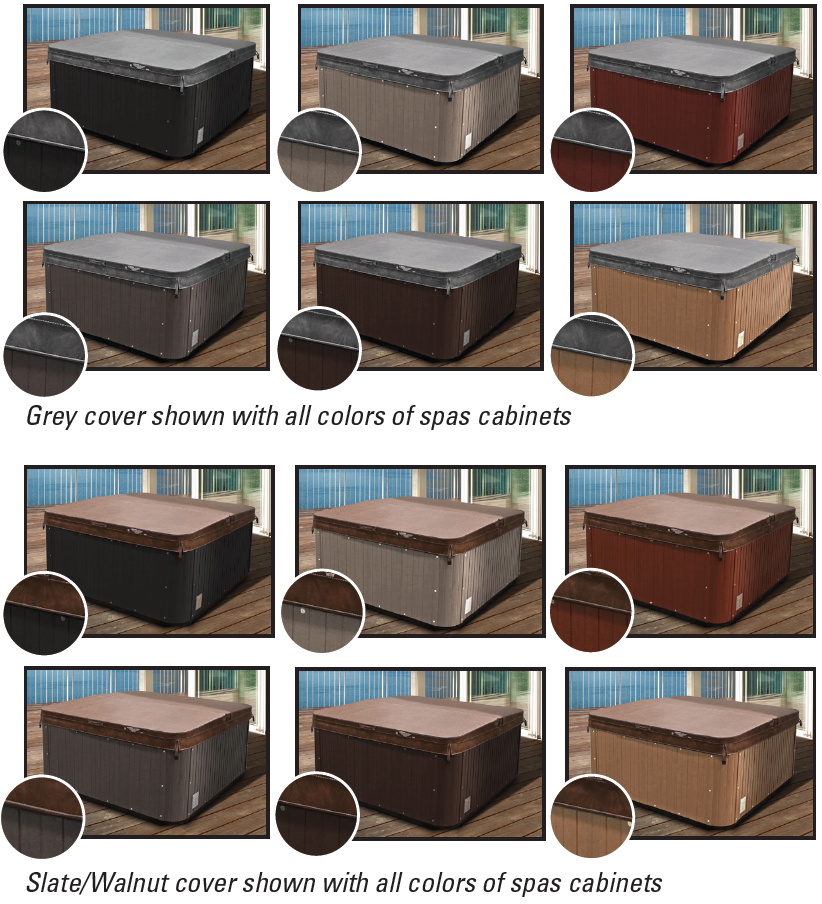 Grey cover shown with all colors of spas cabinets
Slate/Walnut cover shown with all colors of spas cabinets